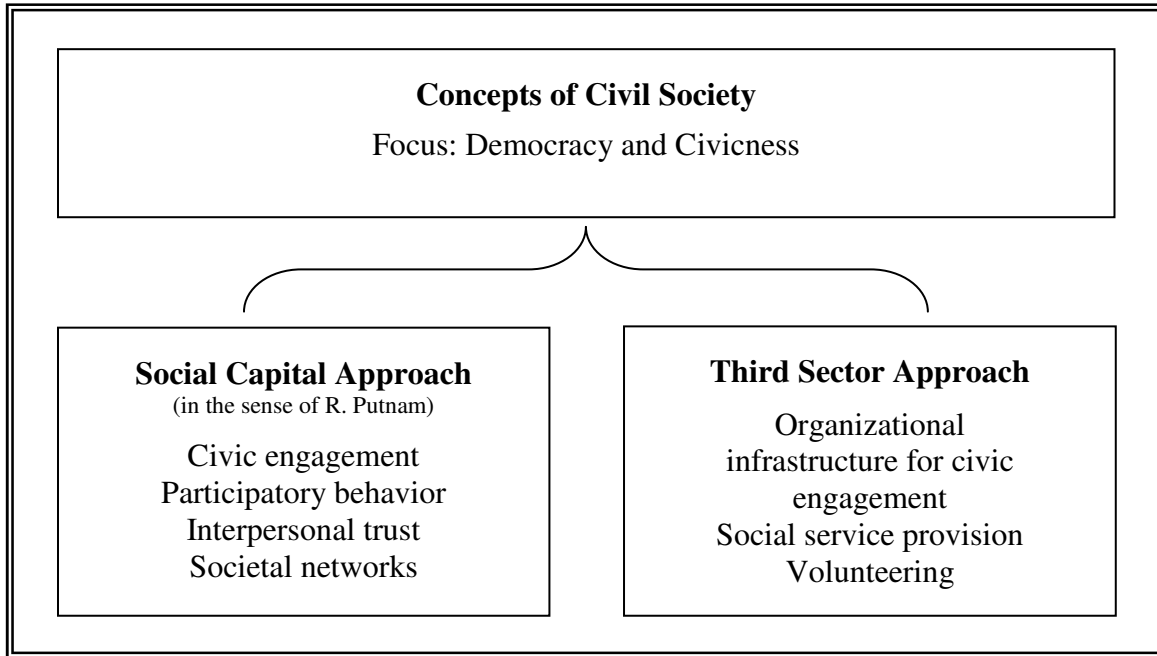 Concepts of Civil Society
Focus: Democracy and Civicness
Social Capital Approach
(in the sense of R. Putnam)
Civic engagement
Participatory behavior
Interpersonal trust
Societal networks
Third Sector Approach
Organizational
infrastructure for civic
engagement
Social service provision
Volunteering